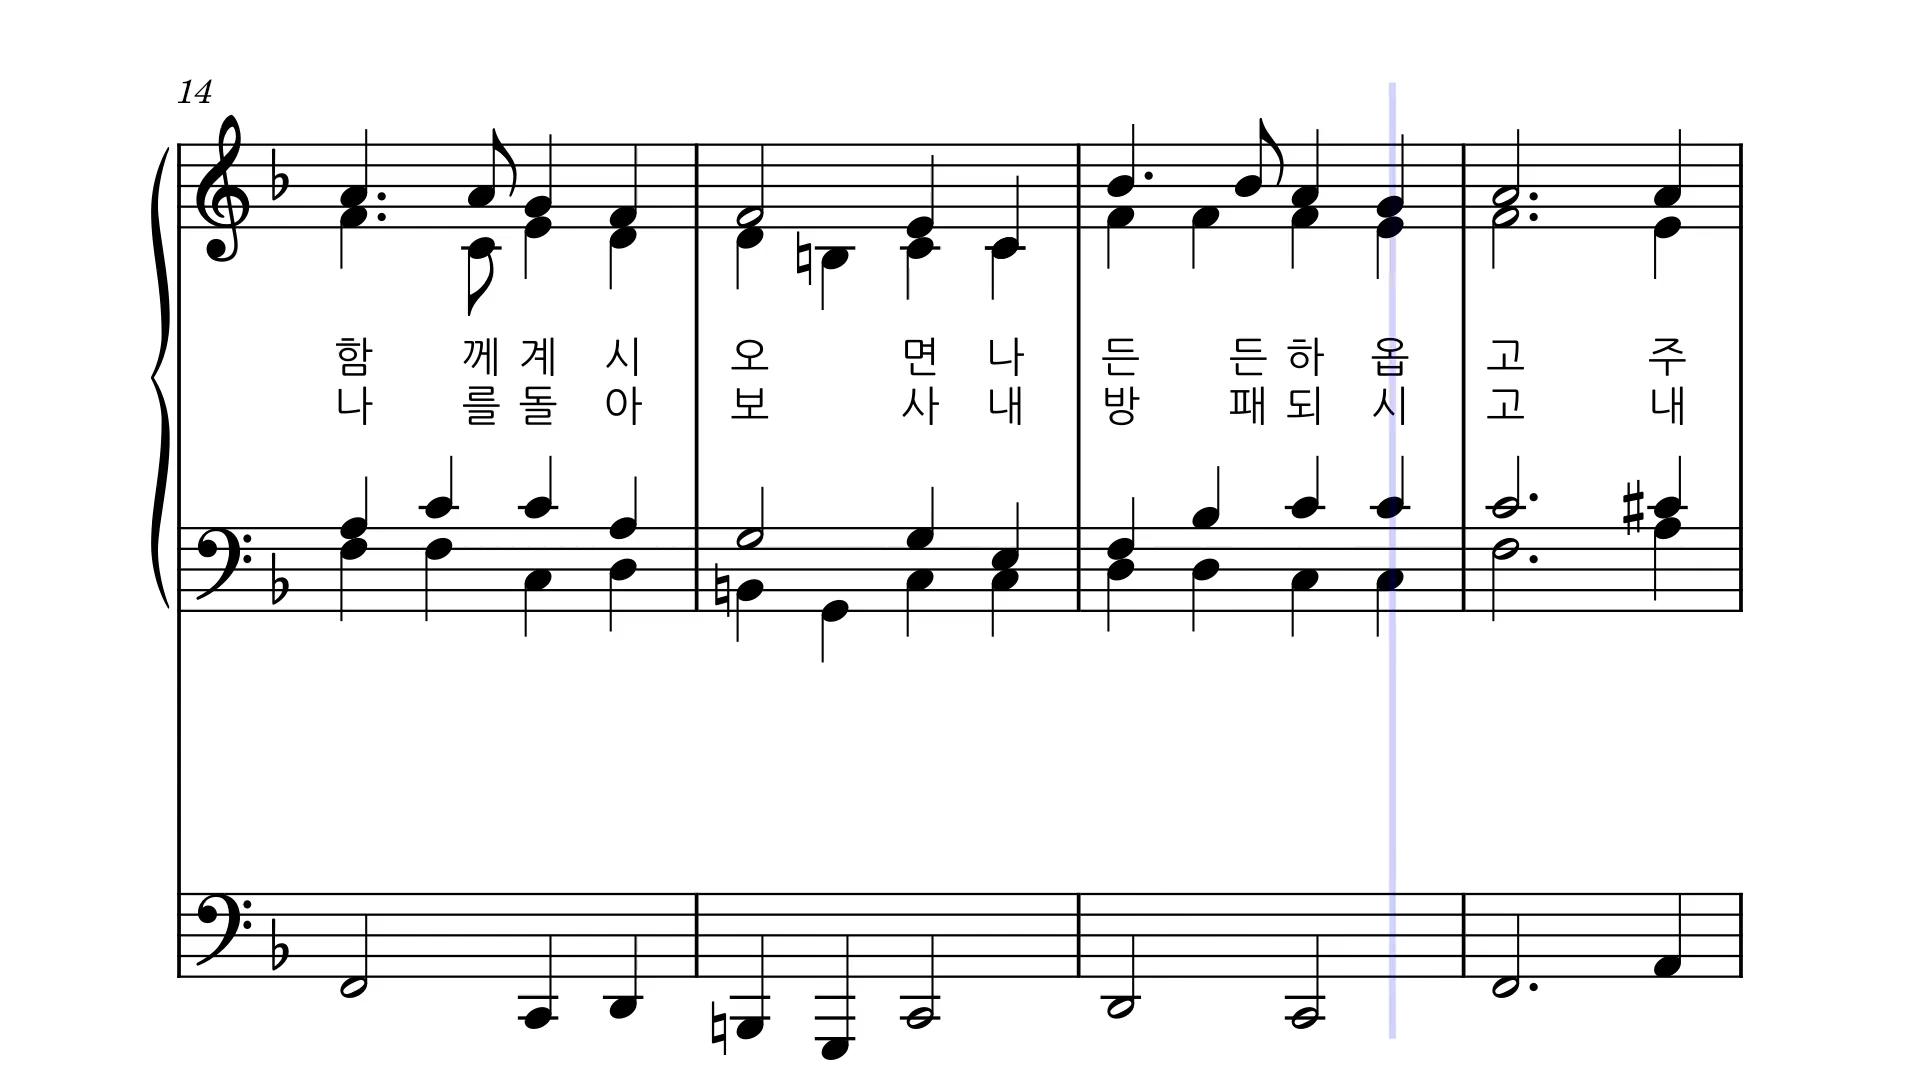 14
함 께 계 시 오 면 나 든 든 하 옵 고 주
나 를 돌 아 보 사 내 방 패 되 시 고 내